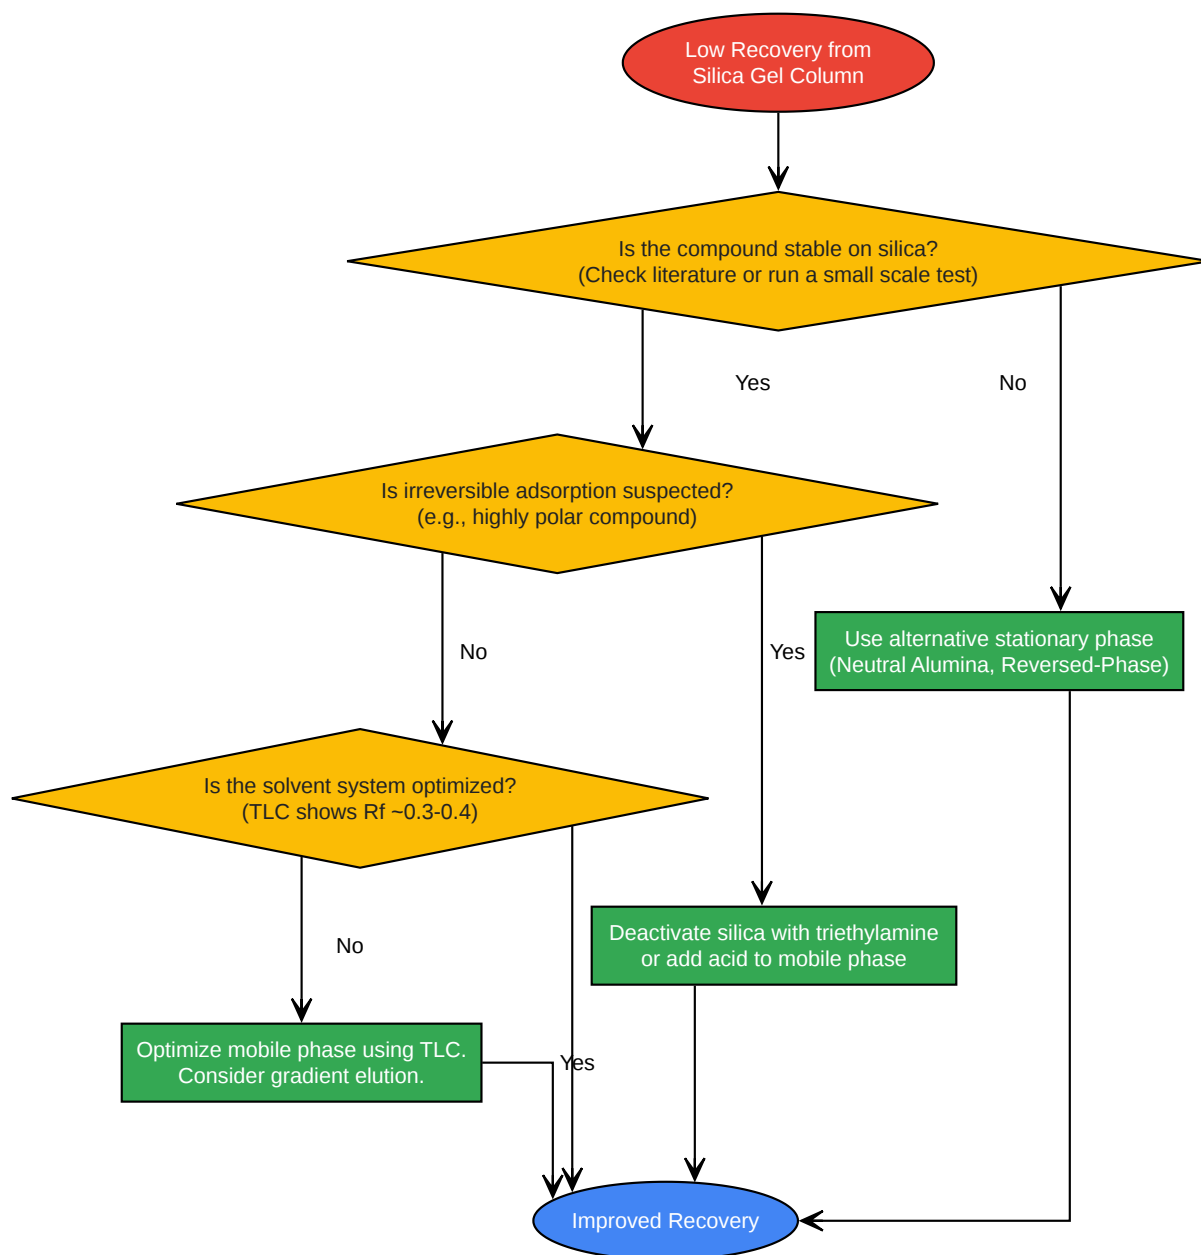 Low Recovery from
Silica Gel Column
Is the compound stable on silica?
(Check literature or run a small scale test)
Yes
No
Is irreversible adsorption suspected?
(e.g., highly polar compound)
No
Yes
Use alternative stationary phase
(Neutral Alumina, Reversed-Phase)
Is the solvent system optimized?
(TLC shows Rf ~0.3-0.4)
No
Deactivate silica with triethylamine
or add acid to mobile phase
Optimize mobile phase using TLC.
Consider gradient elution.
Yes
Improved Recovery